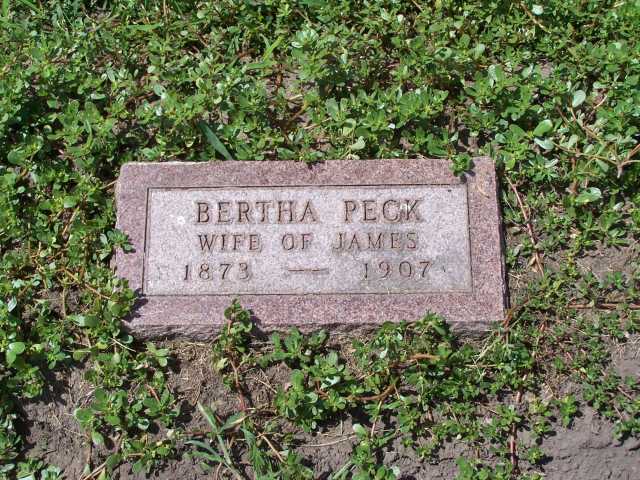 BERTHA PECK
WIFE OF JAMES
1873 — 1907